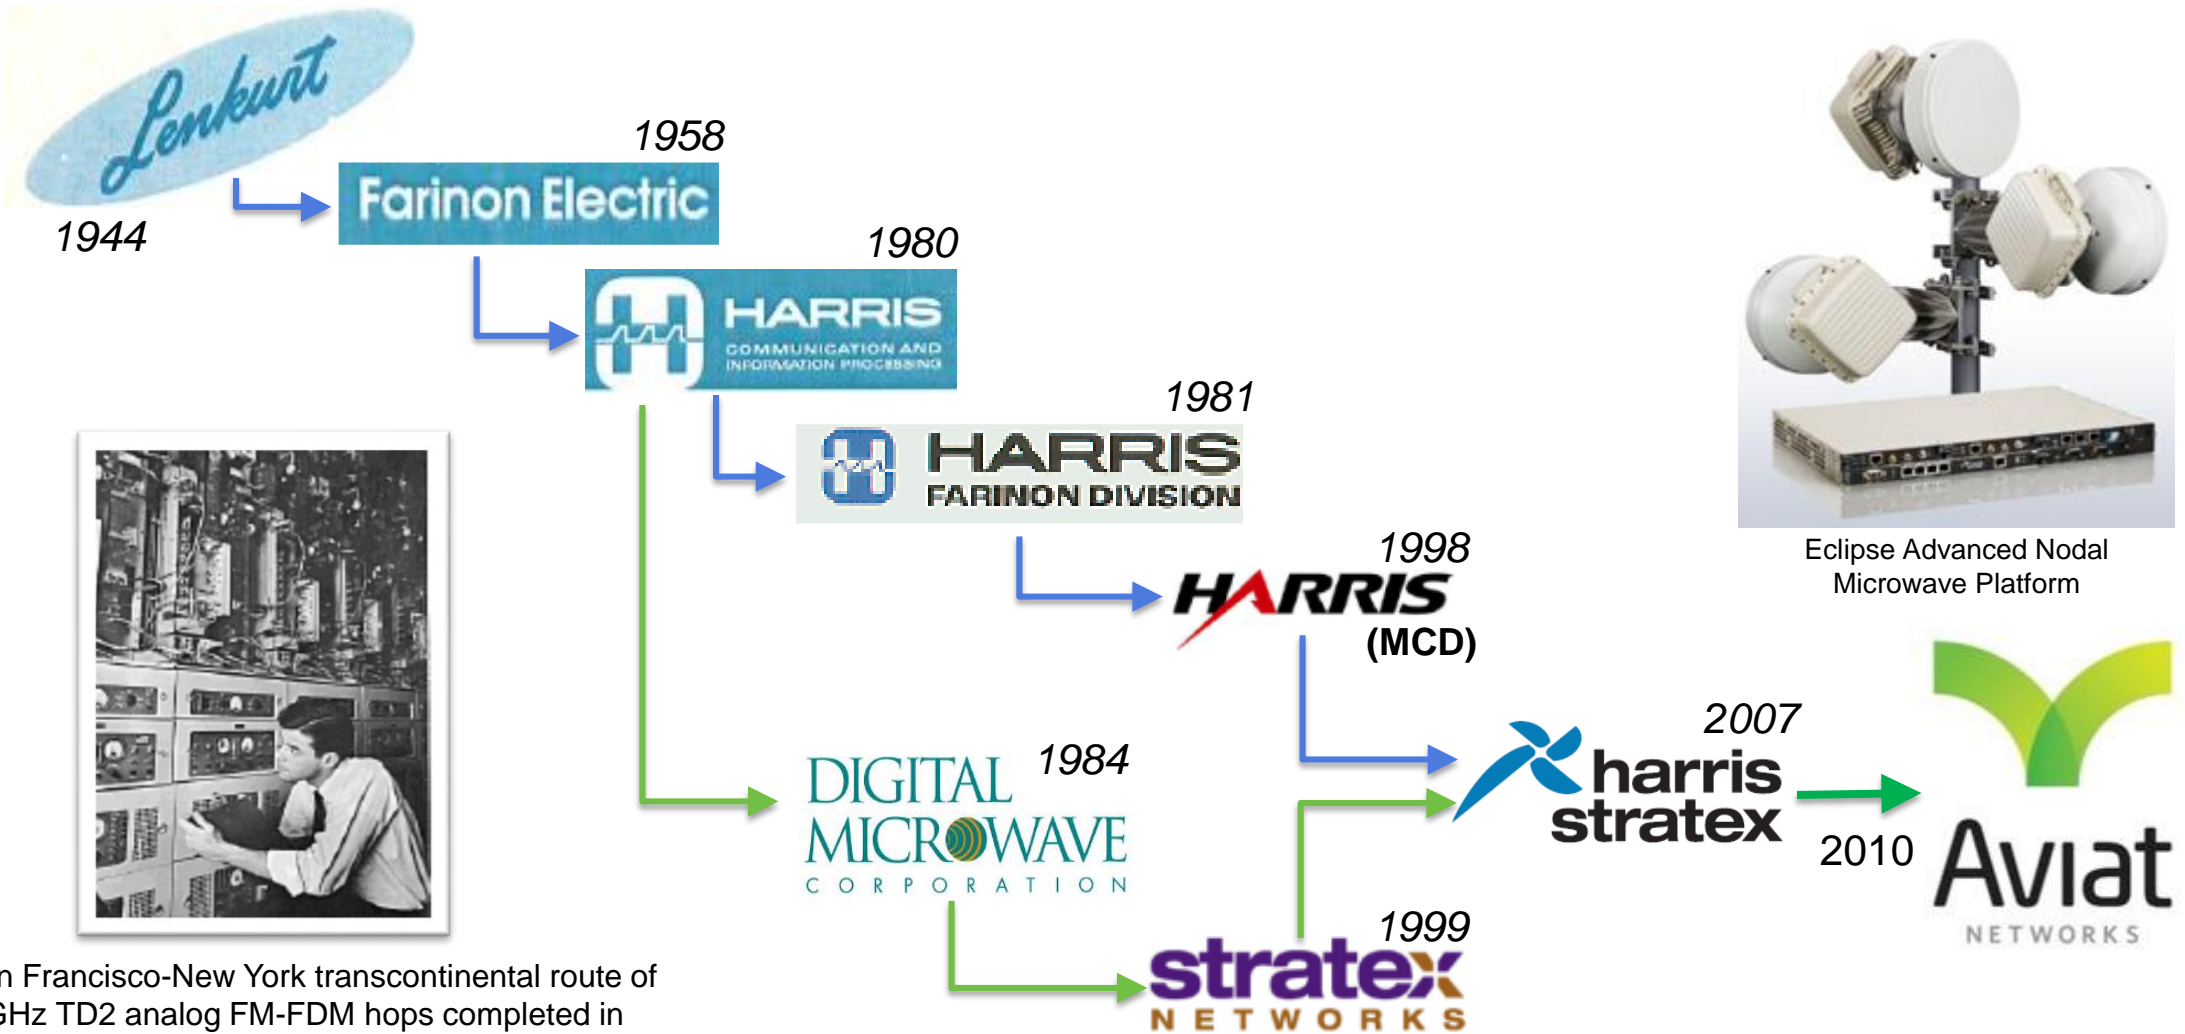 Lenkurt
1944
1958
Farinon Electric
1980
HARRIS
COMMUNICATION AND
INFORMATION PROCESSING
1981
HARRIS
FARINON DIVISION
1998
HARRIS
(MCD)
Eclipse Advanced Nodal
Microwave Platform
1984
DIGITAL
MICROWAVE
CORPORATION
1999
stratex
NETWORKS
2007
harris
stratex
2010
Aviat
NETWORKS
n Francisco-New York transcontinental route of
GHz TD2 analog FM-FDM hops completed in